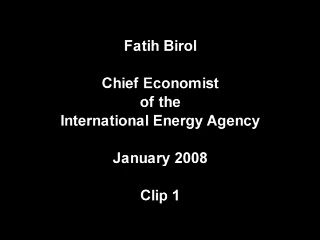 Fatih Birol
Chief Economist
of the
International Energy Agency
January 2008
Clip 1